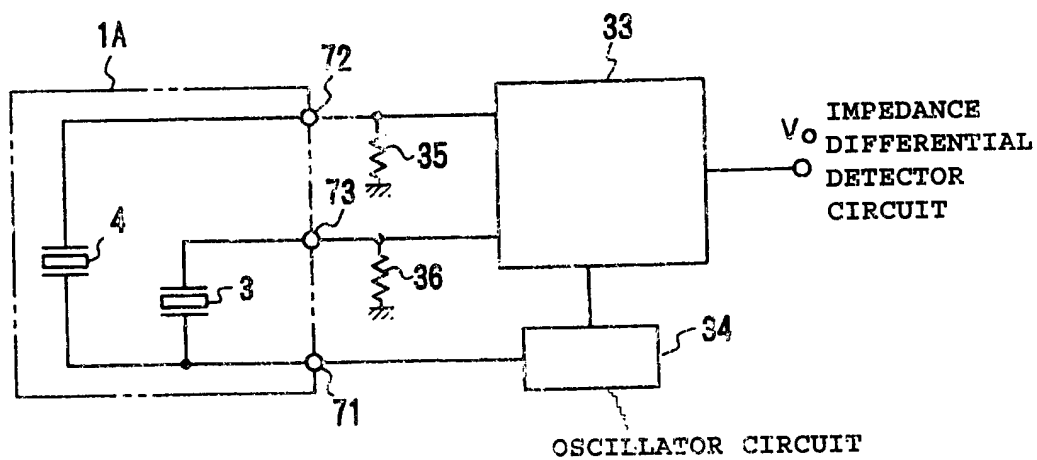 1A
33
72
Vo
IMPEDANCE
DIFFERENTIAL
DETECTOR
CIRCUIT
35
73
4
36
3
34
71
OSCILLATOR CIRCUIT